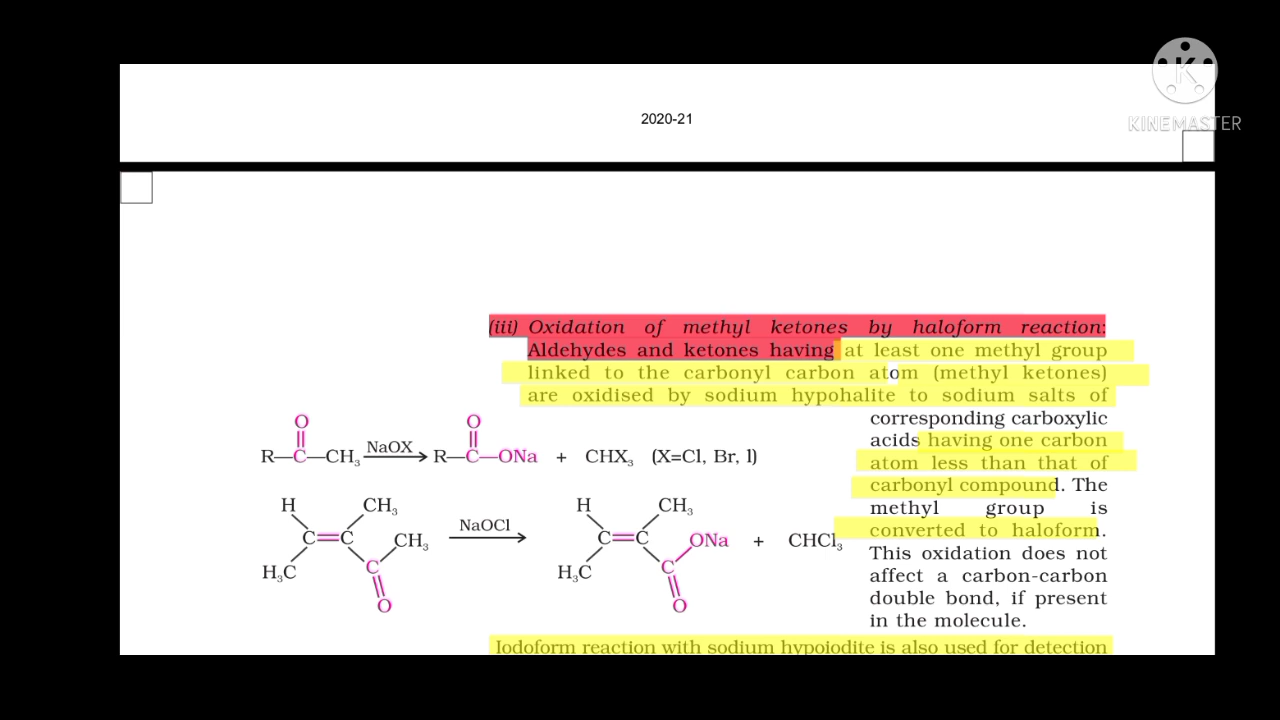 K
KINEMASTER
2020-21
(iii) Oxidation of methyl ketones by haloform reaction:
Aldehydes and ketones having at least one methyl group
linked to the carbonyl carbon atom (methyl ketones)
are oxidised by sodium hypohalite to sodium salts of
corresponding carboxylic
acids having one carbon
atom less than that of
carbonyl compound. The
methyl group is
converted to haloform.
This oxidation does not
affect a carbon-carbon
double bond, if present
in the molecule.
O O
R—C—CH₃ NaOX R—C—ONa + CHX₃ (X=Cl, Br, I)
H CH₃ H CH₃
C=C CH₃ NaOCl C=C ONa + CHCl₃
H₃C C H₃C C
O O
Iodoform reaction with sodium hypoiodite is also used for detection